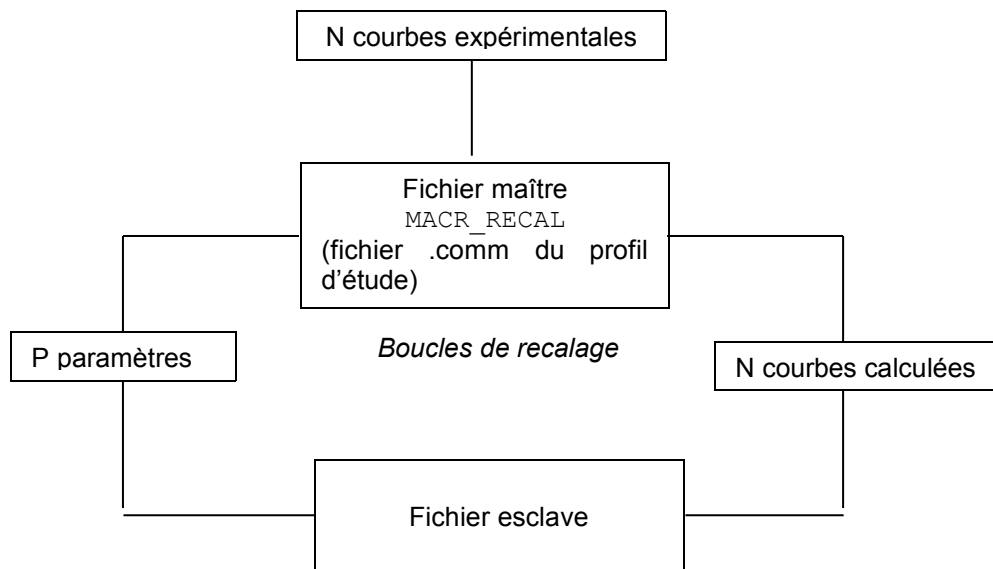 N courbes expérimentales
Fichier maître
MACR_RECAL
(fichier .comm du profil
d'étude)
P paramètres
Boucles de recalage
N courbes calculées
Fichier esclave